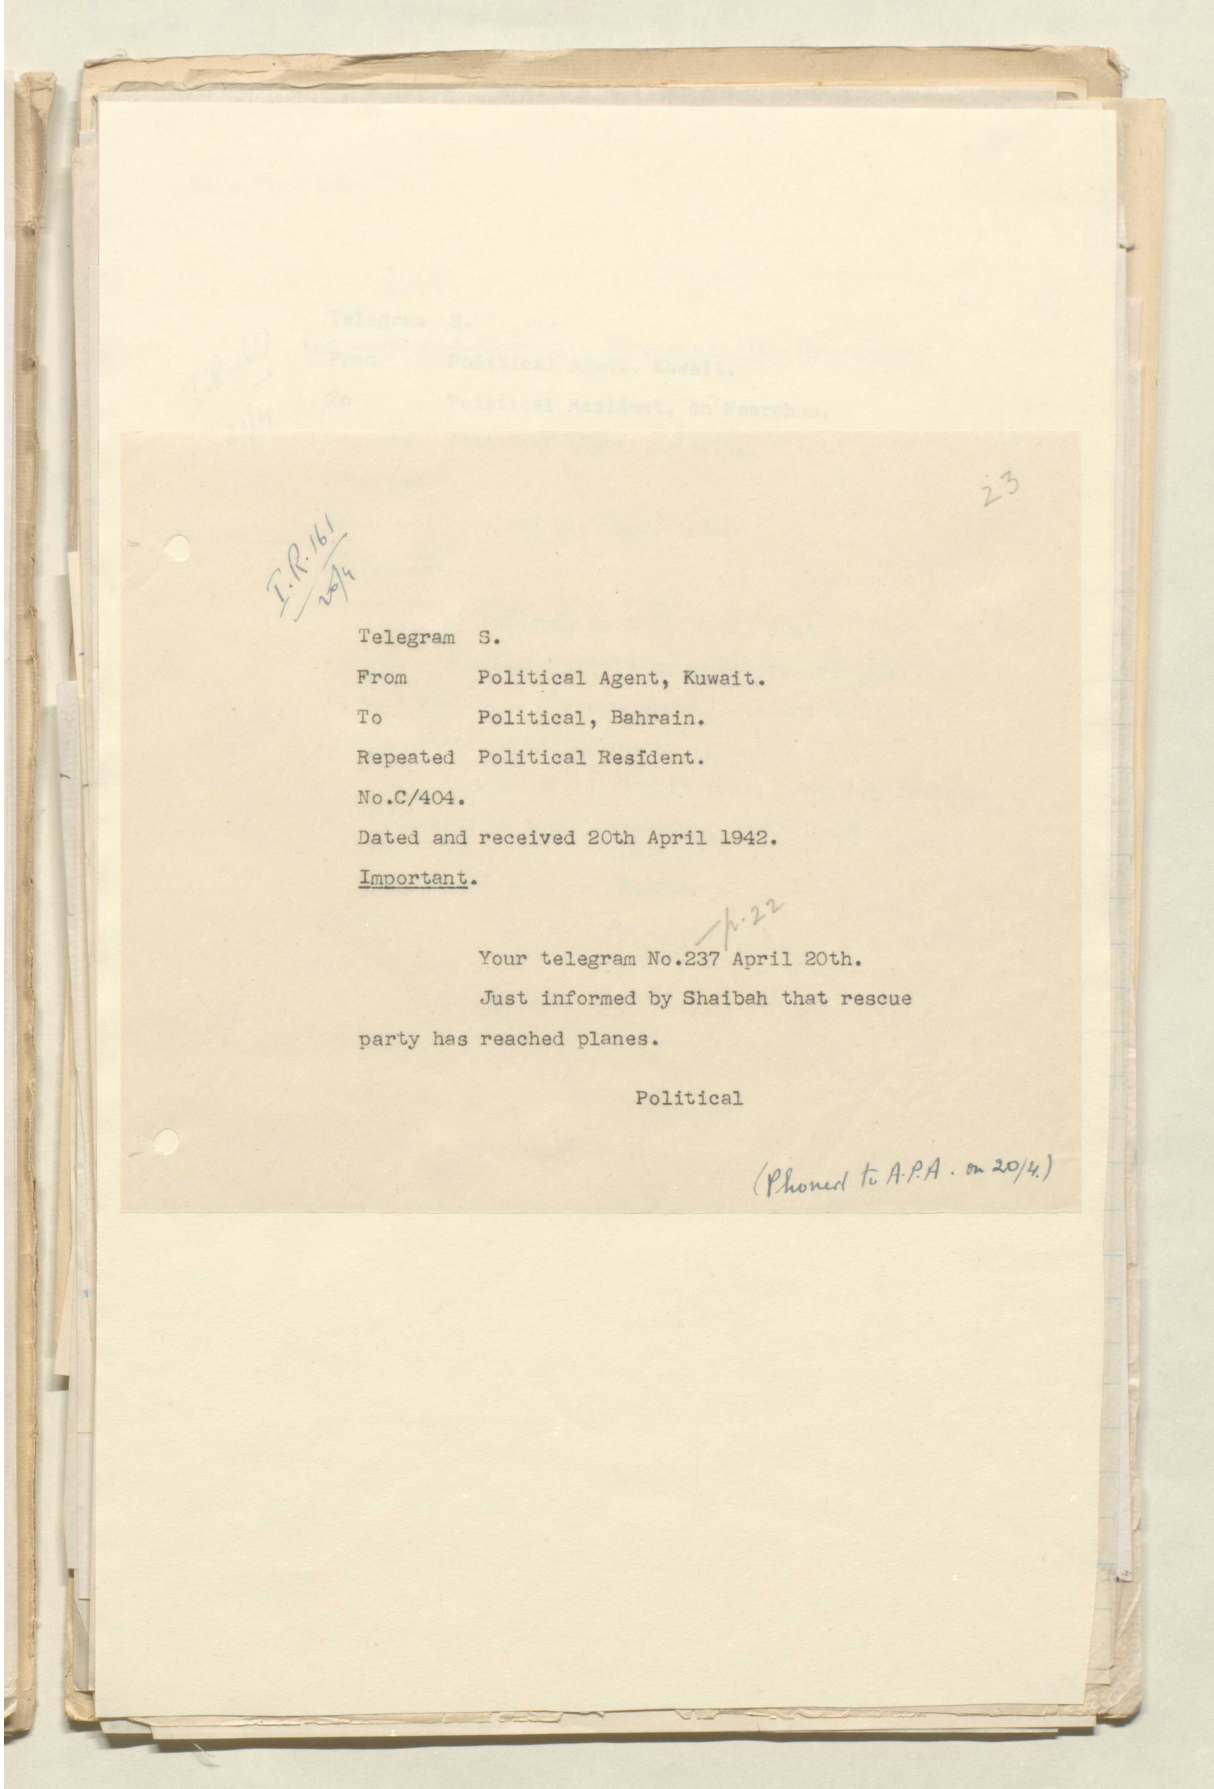 23
I.R.161
20/4
Telegram S.
From Political Agent, Kuwait.
To Political, Bahrain.
Repeated Political Resident.
No.C/404.
Dated and received 20th April 1942.
Important.
p.22
Your telegram No.237 April 20th.
Just informed by Shaibah that rescue
party has reached planes.
Political
(Phoned to A.P.A. on 20/4.)